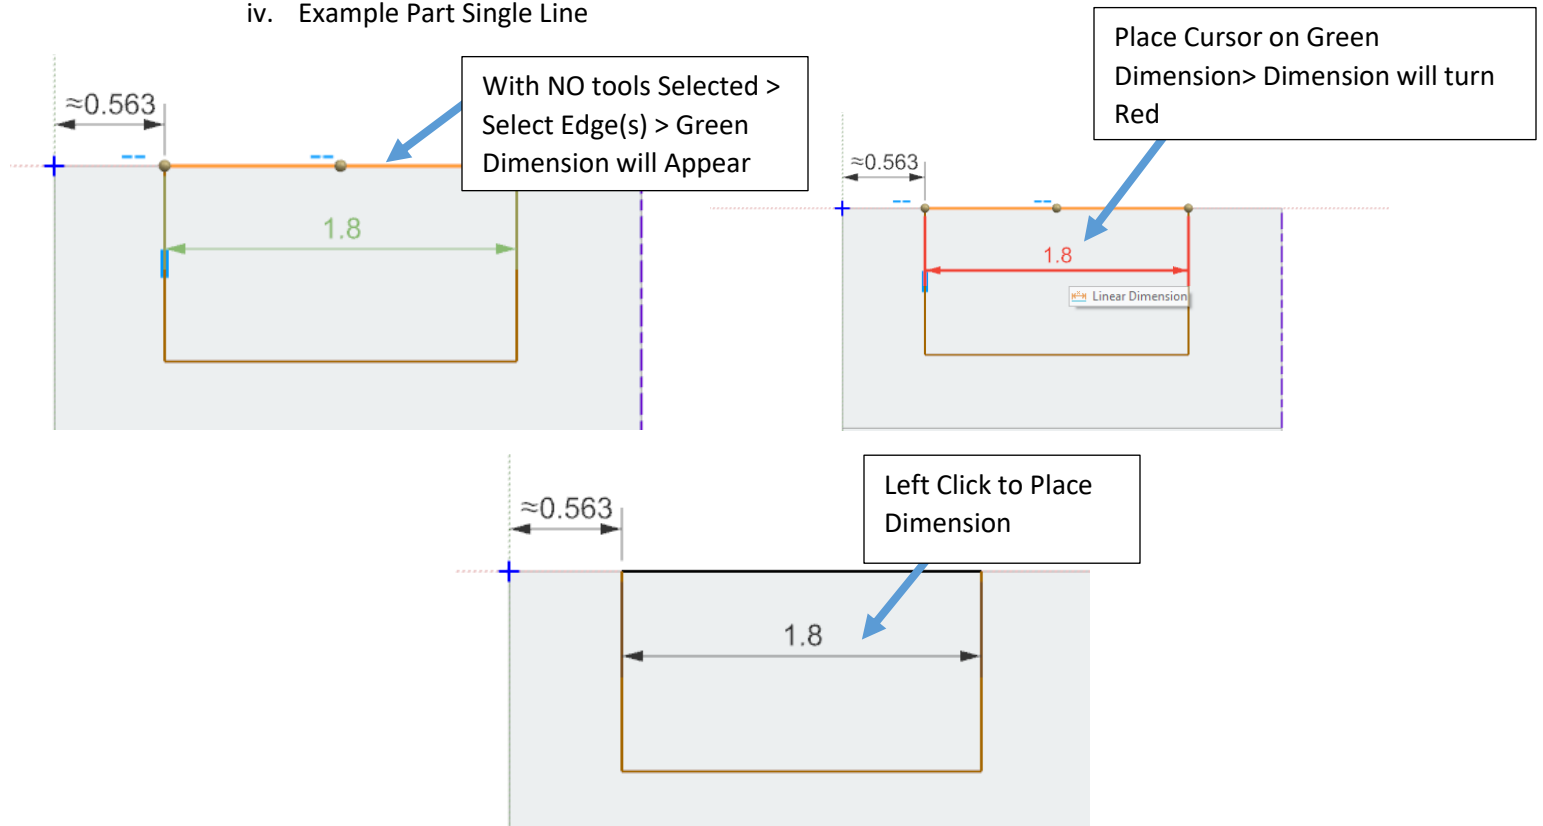 iv. Example Part Single Line
With NO tools Selected >
Select Edge(s) > Green
Dimension will Appear
≈0.563
1.8
Place Cursor on Green
Dimension> Dimension will turn
Red
≈0.563
1.8
Linear Dimension
Left Click to Place
Dimension
≈0.563
1.8